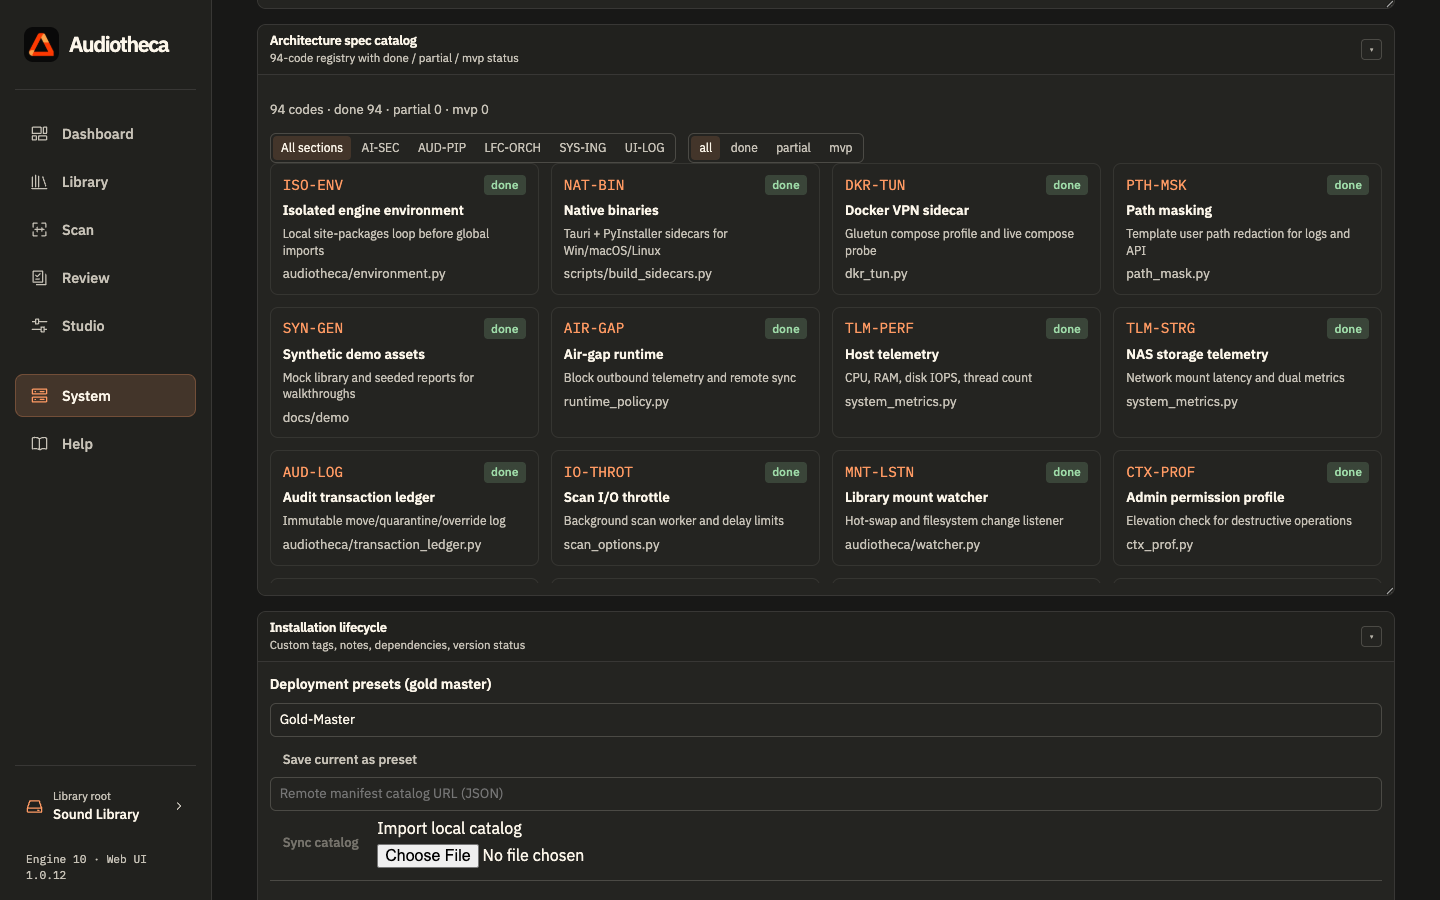 Audiotheca
Dashboard
Library
Scan
Review
Studio
System
Help
Library root
Sound Library
Engine 10 · Web UI
1.0.12
Architecture spec catalog
94-code registry with done / partial / mvp status
94 codes · done 94 · partial 0 · mvp 0
All sections AI-SEC AUD-PIP LFC-ORCH SYS-ING UI-LOG all done partial mvp
ISO-ENV done
Isolated engine environment
Local site-packages loop before global
imports
audiotheca/environment.py
NAT-BIN done
Native binaries
Tauri + PyInstaller sidecars for
Win/macOS/Linux
scripts/build_sidecars.py
DKR-TUN done
Docker VPN sidecar
Gluetun compose profile and live compose
probe
dkr_tun.py
PTH-MSK done
Path masking
Template user path redaction for logs and
API
path_mask.py
SYN-GEN done
Synthetic demo assets
Mock library and seeded reports for
walkthroughs
docs/demo
AIR-GAP done
Air-gap runtime
Block outbound telemetry and remote sync
runtime_policy.py
TLM-PERF done
Host telemetry
CPU, RAM, disk IOPS, thread count
system_metrics.py
TLM-STRG done
NAS storage telemetry
Network mount latency and dual metrics
system_metrics.py
AUD-LOG done
Audit transaction ledger
Immutable move/quarantine/override log
audiotheca/transaction_ledger.py
IO-THROT done
Scan I/O throttle
Background scan worker and delay limits
scan_options.py
MNT-LSTN done
Library mount watcher
Hot-swap and filesystem change listener
audiotheca/watcher.py
CTX-PROF done
Admin permission profile
Elevation check for destructive operations
ctx_prof.py
Installation lifecycle
Custom tags, notes, dependencies, version status
Deployment presets (gold master)
Gold-Master
Save current as preset
Remote manifest catalog URL (JSON)
Sync catalog
Import local catalog
Choose File No file chosen